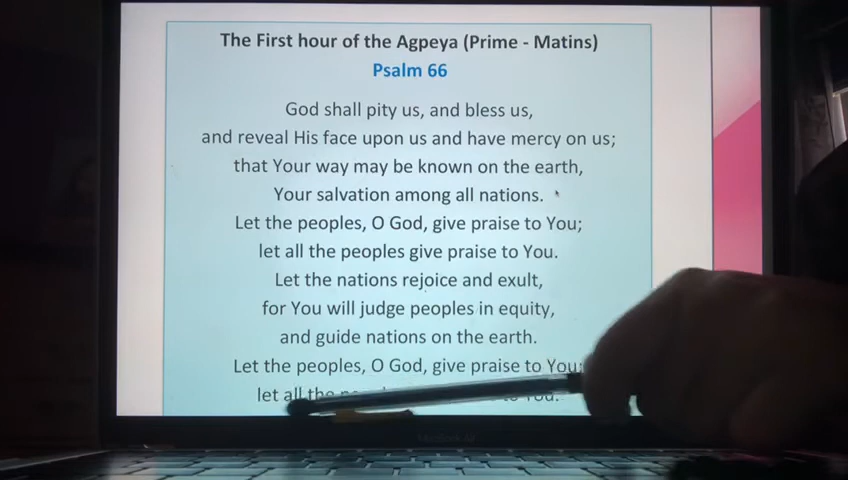 The First hour of the Agpeya (Prime - Matins)
Psalm 66
God shall pity us, and bless us,
and reveal His face upon us and have mercy on us;
that Your way may be known on the earth,
Your salvation among all nations.
Let the peoples, O God, give praise to You;
let all the peoples give praise to You.
Let the nations rejoice and exult,
for You will judge peoples in equity,
and guide nations on the earth.
Let the peoples, O God, give praise to You;
let all the to You.